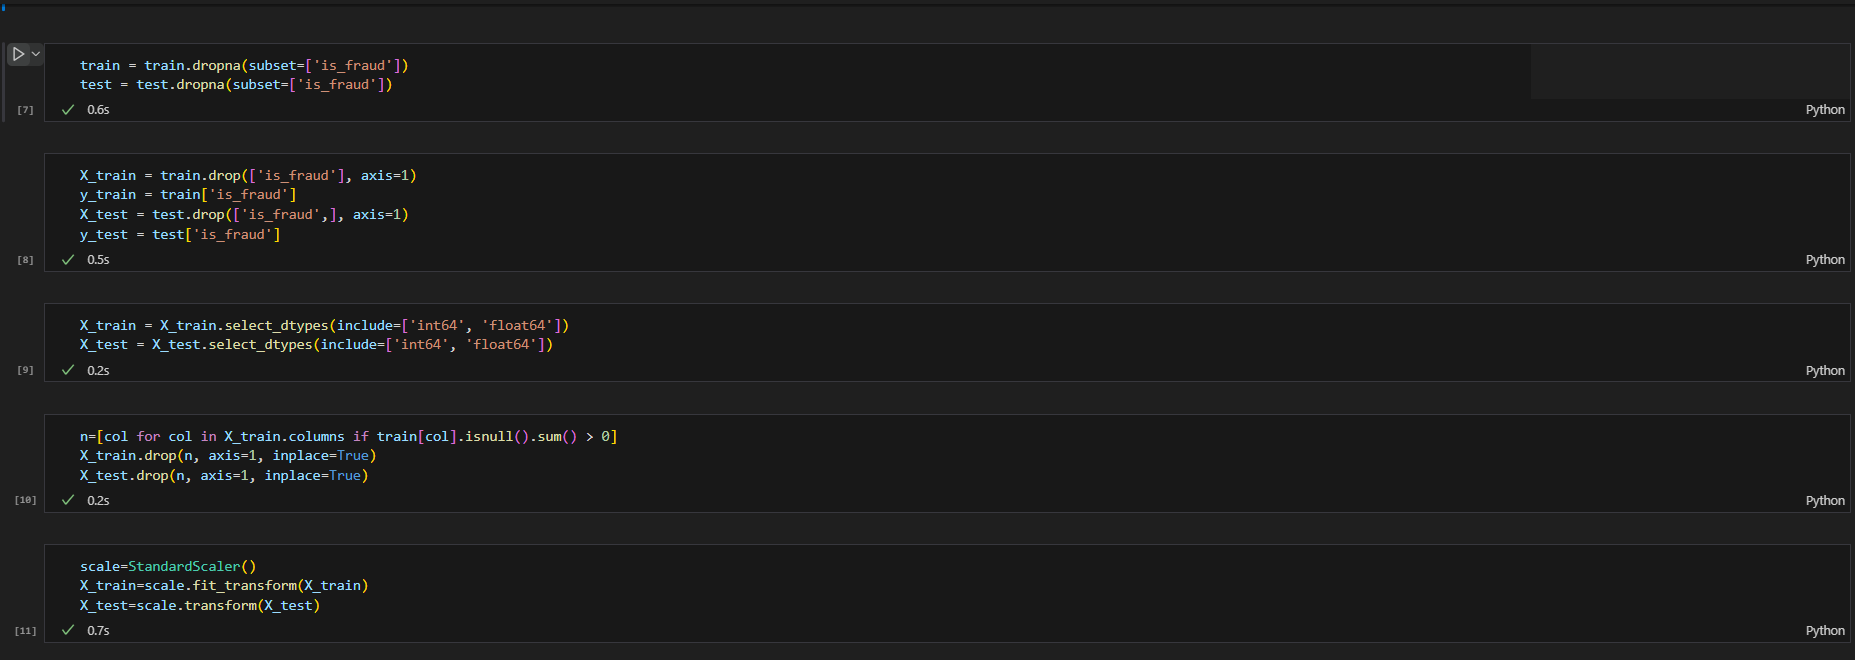 train = train.dropna(subset=['is_fraud'])
test = test.dropna(subset=['is_fraud'])
[7]
0.6s
Python
X_train = train.drop(['is_fraud'], axis=1)
y_train = train['is_fraud']
X_test = test.drop(['is_fraud',], axis=1)
y_test = test['is_fraud']
[8]
0.5s
Python
X_train = X_train.select_dtypes(include=['int64', 'float64'])
X_test = X_test.select_dtypes(include=['int64', 'float64'])
[9]
0.2s
Python
n=[col for col in X_train.columns if train[col].isnull().sum() > 0]
X_train.drop(n, axis=1, inplace=True)
X_test.drop(n, axis=1, inplace=True)
[10]
0.2s
Python
scale=StandardScaler()
X_train=scale.fit_transform(X_train)
X_test=scale.transform(X_test)
[11]
0.7s
Python